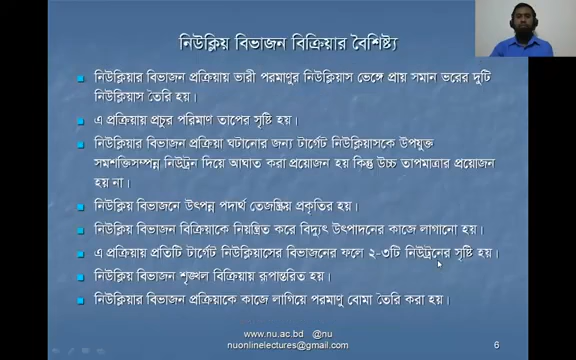 নিউক্লিয় বিভাজন বিক্রিয়ার বৈশিষ্ট্য
নিউক্লিয়ার বিভাজন প্রক্রিয়ায় ভারী পরমাণুর নিউক্লিয়াস ভেঙ্গে প্রায় সমান ভরের দুটি
নিউক্লিয়াস তৈরি হয়।
এ প্রক্রিয়ায় প্রচুর পরিমাণ তাপের সৃষ্টি হয়।
নিউক্লিয়ার বিভাজন প্রক্রিয়া ঘটানোর জন্য টার্গেট নিউক্লিয়াসকে উপযুক্ত
সমশক্তিসম্পন্ন নিউট্রন দিয়ে আঘাত করা প্রয়োজন হয় কিন্তু উচ্চ তাপমাত্রার প্রয়োজন
হয় না।
নিউক্লিয় বিভাজনে উৎপন্ন পদার্থ তেজস্ক্রিয় প্রকৃতির হয়।
নিউক্লিয় বিভাজন বিক্রিয়াকে নিয়ন্ত্রিত করে বিদ্যুৎ উৎপাদনের কাজে লাগানো হয়।
এ প্রক্রিয়ায় প্রতিটি টার্গেট নিউক্লিয়াসের বিভাজনের ফলে ২-৩টি নিউট্রনের সৃষ্টি হয়।
নিউক্লিয় বিভাজন শৃঙ্খল বিক্রিয়ায় রূপান্তরিত হয়।
নিউক্লিয়ার বিভাজন প্রক্রিয়াকে কাজে লাগিয়ে পরমাণু বোমা তৈরি করা হয়।
www.nu.ac.bd @nu
nuonlinelectures@gmail.com
6